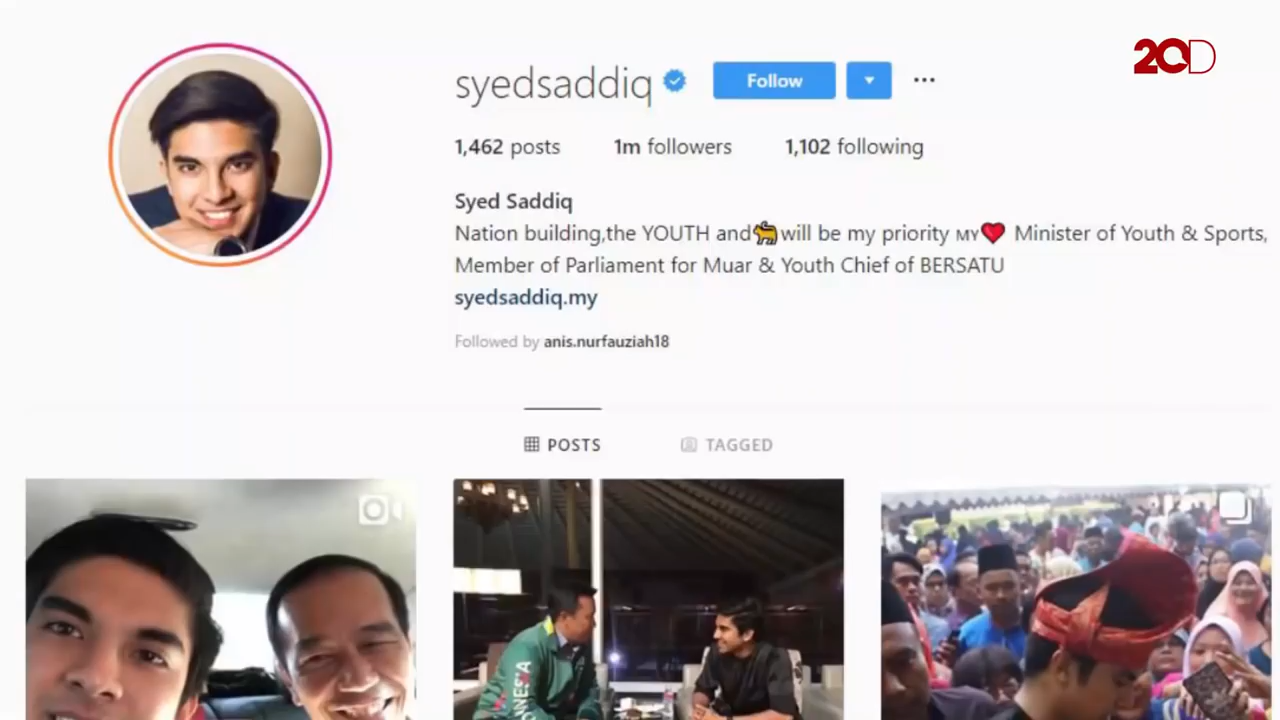 20D
syedsaddiq Follow
1,462 posts 1m followers 1,102 following
Syed Saddiq
Nation building,the YOUTH and🐅will be my priority MY❤️ Minister of Youth & Sports,
Member of Parliament for Muar & Youth Chief of BERSATU
syedsaddiq.my
Followed by anis.nurfauziah18
POSTS TAGGED
INDONESIA